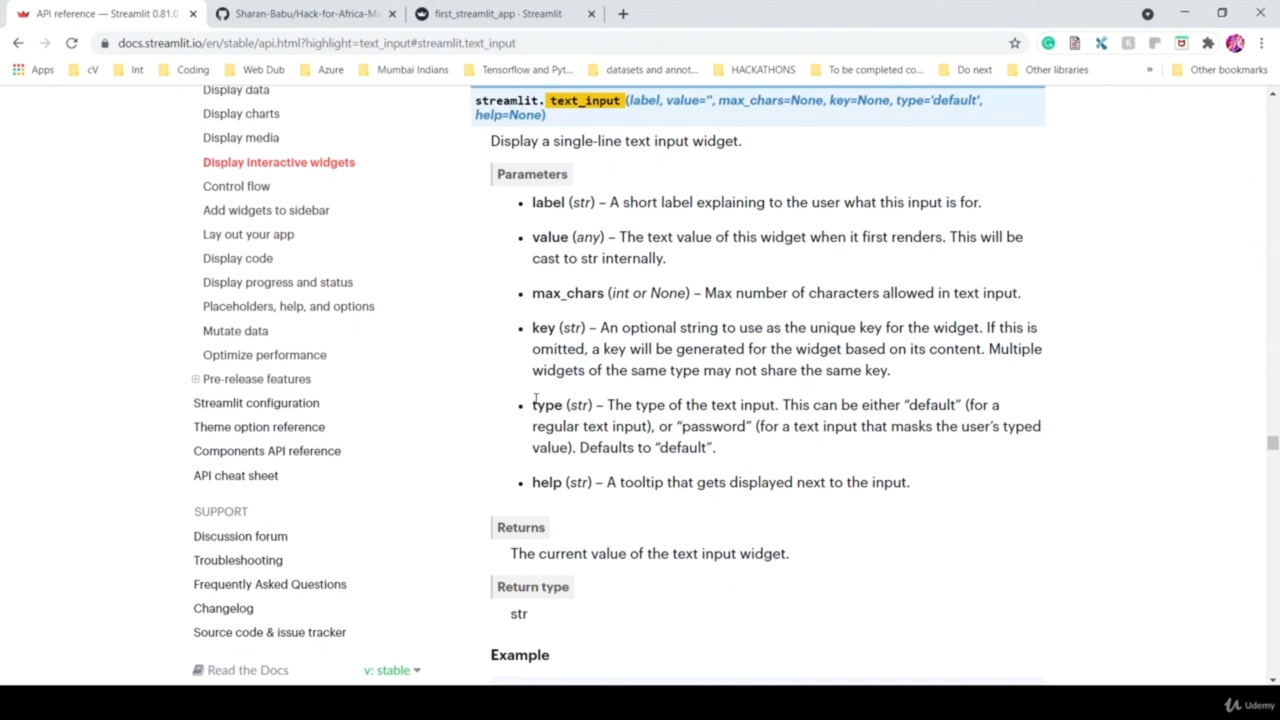 API reference — Streamlit 0.81.0
Sharan-Babu/Hack-for-Africa-Mi
first_streamlit_app · Streamlit
docs.streamlit.io/en/stable/api.html?highlight=text_input#streamlit.text_input
Apps
cV
Int
Coding
Web Dub
Azure
Mumbai Indians
Tensorflow and Pyt...
datasets and annot...
HACKATHONS
To be completed co...
Do next
Other libraries
»
Other bookmarks
Display data
Display charts
Display media
Display interactive widgets
Control flow
Add widgets to sidebar
Lay out your app
Display code
Display progress and status
Placeholders, help, and options
Mutate data
Optimize performance
Pre-release features
Streamlit configuration
Theme option reference
Components API reference
API cheat sheet
SUPPORT
Discussion forum
Troubleshooting
Frequently Asked Questions
Changelog
Source code & issue tracker
Read the Docs
v: stable
streamlit.text_input(label, value='', max_chars=None, key=None, type='default',
help=None)
Display a single-line text input widget.
Parameters
• label (str) – A short label explaining to the user what this input is for.
• value (any) – The text value of this widget when it first renders. This will be
cast to str internally.
• max_chars (int or None) – Max number of characters allowed in text input.
• key (str) – An optional string to use as the unique key for the widget. If this is
omitted, a key will be generated for the widget based on its content. Multiple
widgets of the same type may not share the same key.
• type (str) – The type of the text input. This can be either “default” (for a
regular text input), or “password” (for a text input that masks the user’s typed
value). Defaults to “default”.
• help (str) – A tooltip that gets displayed next to the input.
Returns
The current value of the text input widget.
Return type
str
Example
Udemy